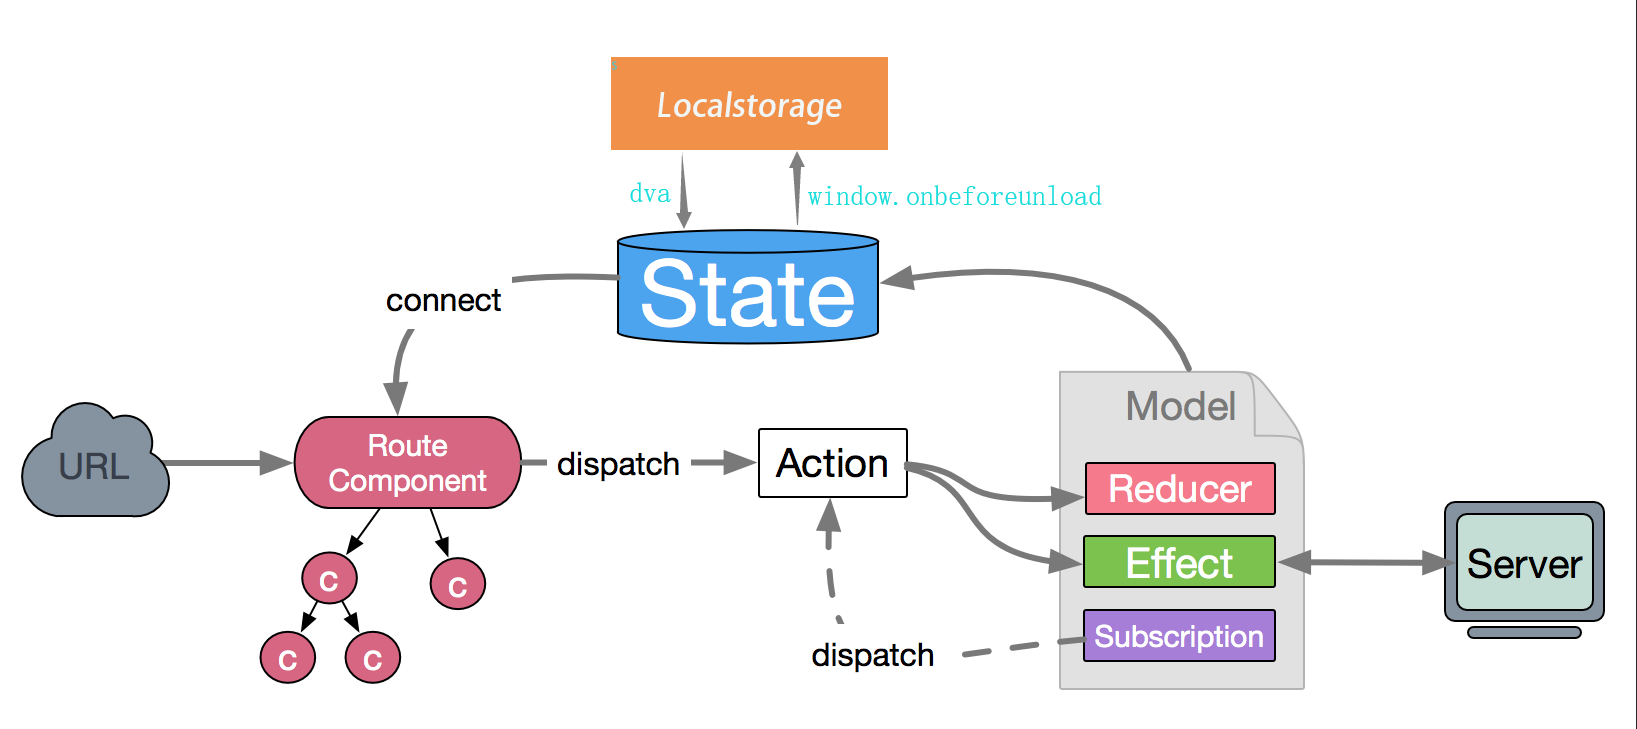 Localstorage
dva
window.onbeforeunload
State
connect
Model
URL
Route
Component
dispatch
Action
Reducer
Effect
Server
Subscription
dispatch
C
C
C
C